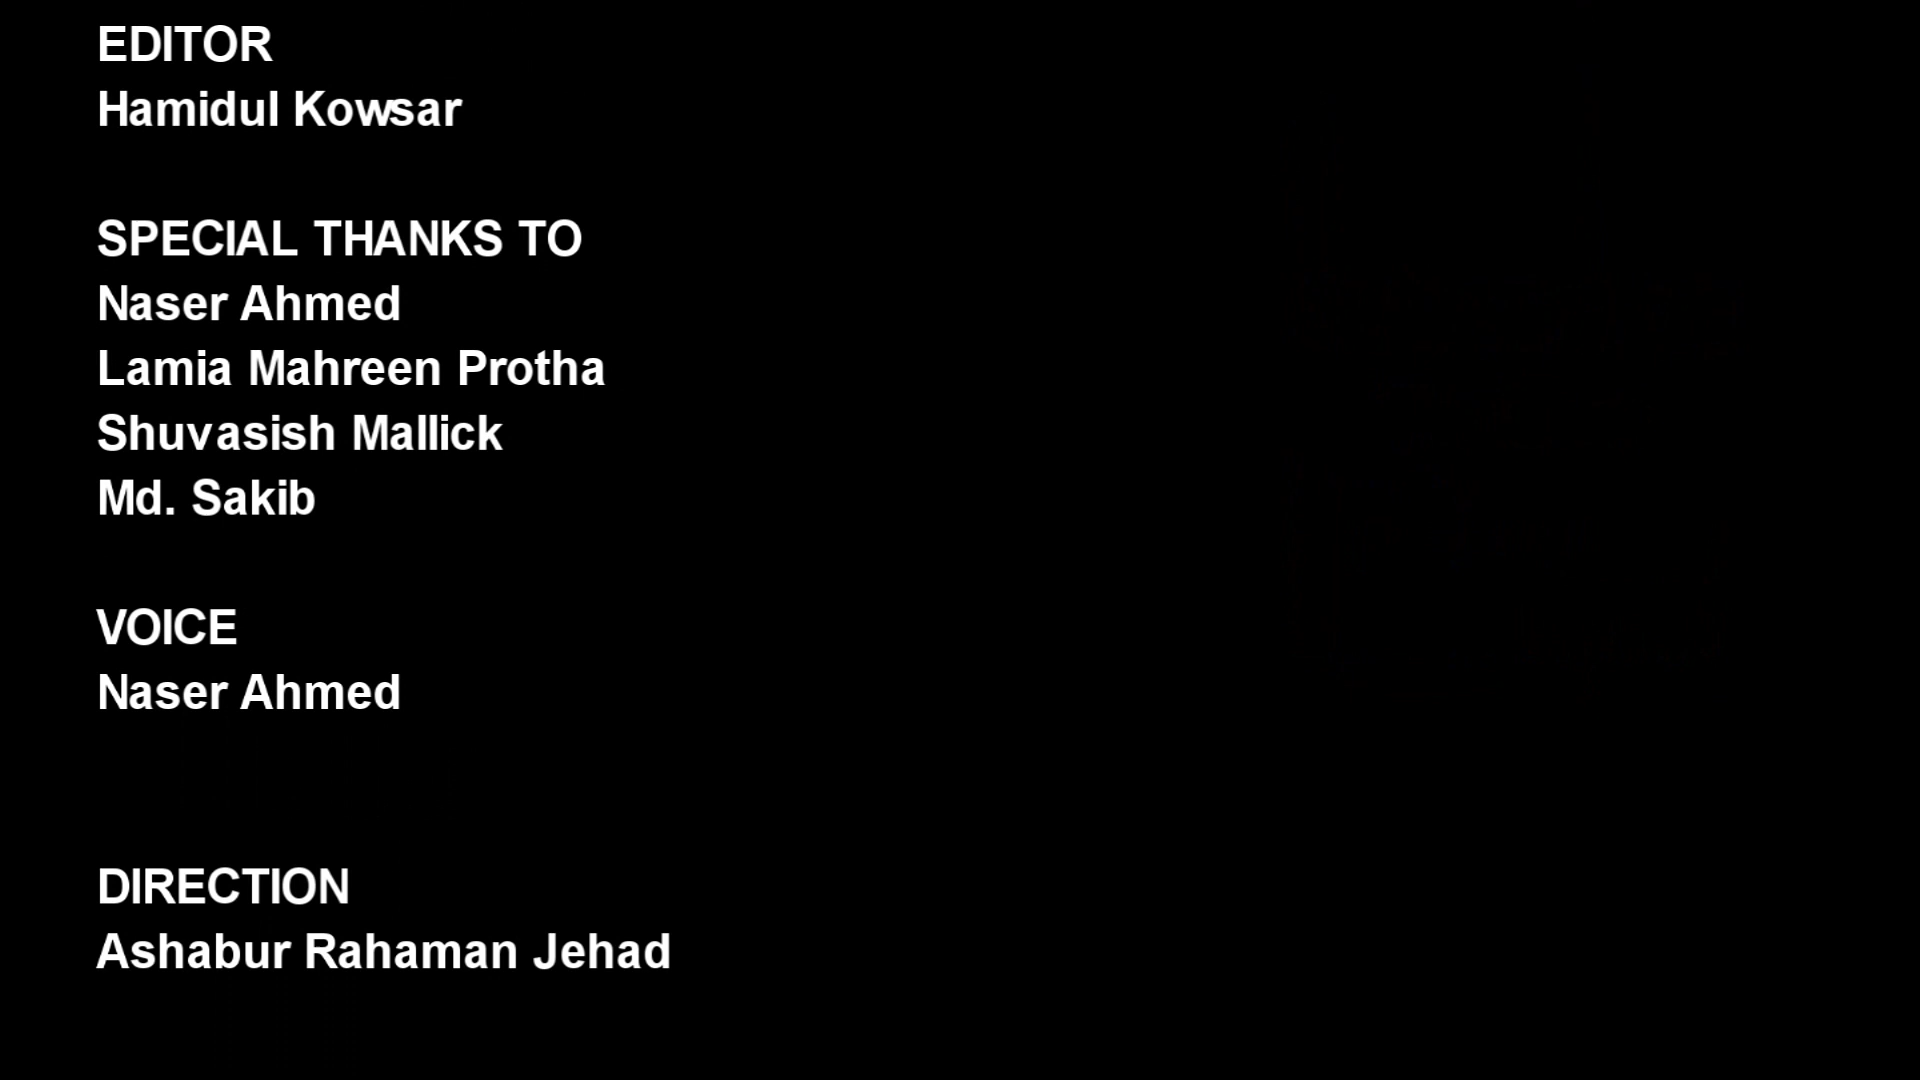 EDITOR
Hamidul Kowsar
SPECIAL THANKS TO
Naser Ahmed
Lamia Mahreen Protha
Shuvasish Mallick
Md. Sakib
VOICE
Naser Ahmed
DIRECTION
Ashabur Rahaman Jehad